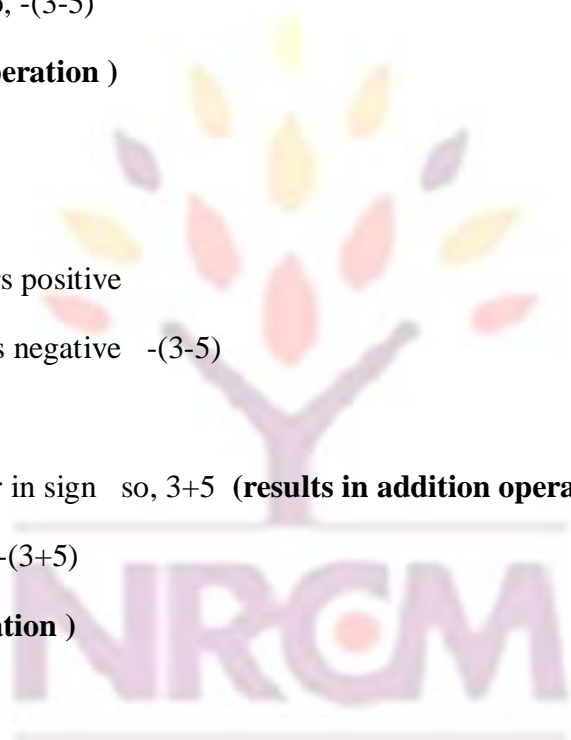 -(3-5)
eration )
s positive
s negative -(3-5)
in sign so, 3+5 (results in addition opera
-(3+5)
ation )
NRCM